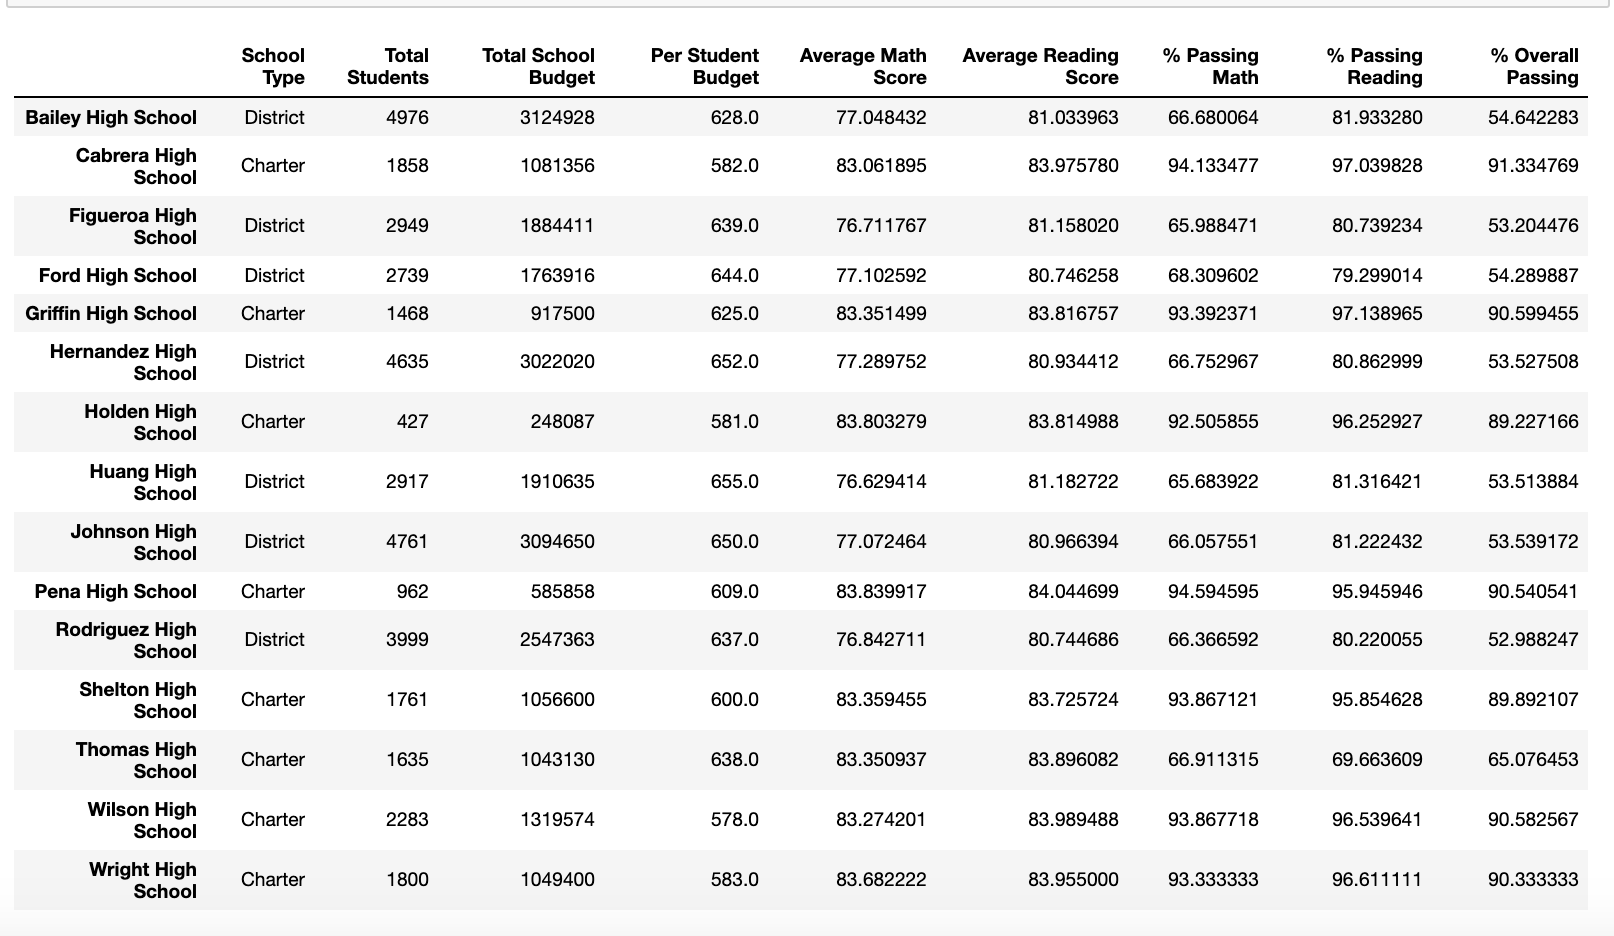 School Type Total Students Total School Budget Per Student Budget Average Math Score Average Reading Score % Passing Math % Passing Reading % Overall Passing
Bailey High School District 4976 3124928 628.0 77.048432 81.033963 66.680064 81.933280 54.642283
Cabrera High School Charter 1858 1081356 582.0 83.061895 83.975780 94.133477 97.039828 91.334769
Figueroa High School District 2949 1884411 639.0 76.711767 81.158020 65.988471 80.739234 53.204476
Ford High School District 2739 1763916 644.0 77.102592 80.746258 68.309602 79.299014 54.289887
Griffin High School Charter 1468 917500 625.0 83.351499 83.816757 93.392371 97.138965 90.599455
Hernandez High School District 4635 3022020 652.0 77.289752 80.934412 66.752967 80.862999 53.527508
Holden High School Charter 427 248087 581.0 83.803279 83.814988 92.505855 96.252927 89.227166
Huang High School District 2917 1910635 655.0 76.629414 81.182722 65.683922 81.316421 53.513884
Johnson High School District 4761 3094650 650.0 77.072464 80.966394 66.057551 81.222432 53.539172
Pena High School Charter 962 585858 609.0 83.839917 84.044699 94.594595 95.945946 90.540541
Rodriguez High School District 3999 2547363 637.0 76.842711 80.744686 66.366592 80.220055 52.988247
Shelton High School Charter 1761 1056600 600.0 83.359455 83.725724 93.867121 95.854628 89.892107
Thomas High School Charter 1635 1043130 638.0 83.350937 83.896082 66.911315 69.663609 65.076453
Wilson High School Charter 2283 1319574 578.0 83.274201 83.989488 93.867718 96.539641 90.582567
Wright High School Charter 1800 1049400 583.0 83.682222 83.955000 93.333333 96.611111 90.333333